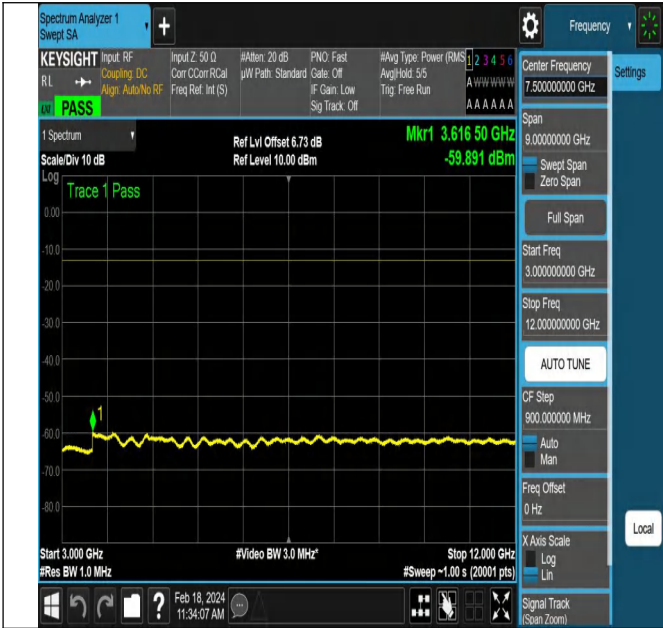 Spectrum Analyzer 1
Swept SA
+
Frequency
KEYSIGHT
RL
PASS
Input: RF
Coupling: DC
Align: Auto/No RF
Input Z: 50 Ω
Corr CCorr RCal
Freq Ref: Int (S)
#Atten: 20 dB
µW Path: Standard
PNO: Fast
Gate: Off
IF Gain: Low
Sig Track: Off
#Avg Type: Power (RMS
Avg|Hold: 5/5
Trig: Free Run
1 2 3 4 5 6
A W W W W W
A A A A A A
1 Spectrum
Scale/Div 10 dB
Log
Ref Lvl Offset 6.73 dB
Ref Level 10.00 dBm
Mkr1 3.616 50 GHz
-59.891 dBm
Trace 1 Pass
0.00
-10.0
-20.0
-30.0
-40.0
-50.0
-60.0
-70.0
-80.0
1
Start 3.000 GHz
#Res BW 1.0 MHz
#Video BW 3.0 MHz*
Stop 12.000 GHz
#Sweep ~1.00 s (20001 pts)
?
Feb 18, 2024
11:34:07 AM
Center Frequency
7.500000000 GHz
Settings
Span
9.00000000 GHz
Swept Span
Zero Span
Full Span
Start Freq
3.000000000 GHz
Stop Freq
12.000000000 GHz
AUTO TUNE
CF Step
900.000000 MHz
Auto
Man
Freq Offset
0 Hz
X Axis Scale
Log
Lin
Local
Signal Track
(Span Zoom)